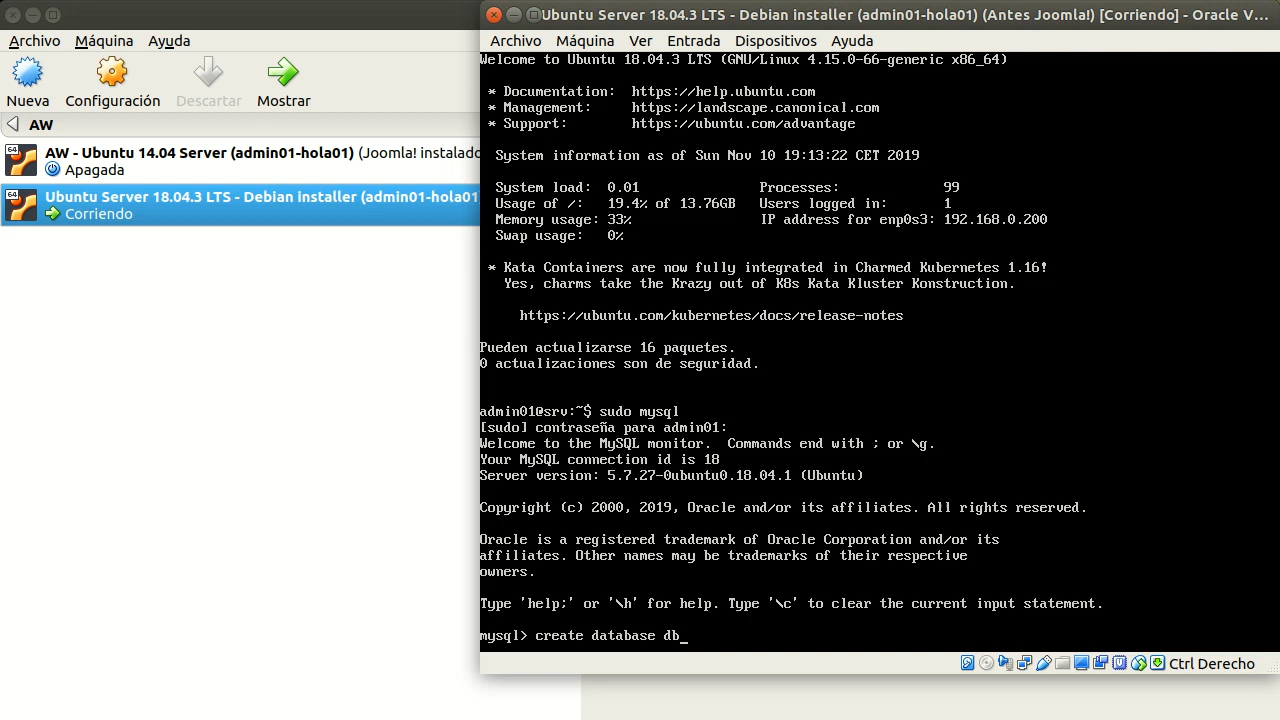 Archivo Máquina Ayuda
Nueva Configuración Descartar Mostrar
AW
64
AW - Ubuntu 14.04 Server (admin01-hola01) (Joomla! instalado
Apagada
64
Ubuntu Server 18.04.3 LTS - Debian installer (admin01-hola01)
Corriendo
Ubuntu Server 18.04.3 LTS - Debian installer (admin01-hola01) (Antes Joomla!) [Corriendo] - Oracle V...
Archivo Máquina Ver Entrada Dispositivos Ayuda
Welcome to Ubuntu 18.04.3 LTS (GNU/Linux 4.15.0-66-generic x86_64)
* Documentation: https://help.ubuntu.com
* Management: https://landscape.canonical.com
* Support: https://ubuntu.com/advantage
System information as of Sun Nov 10 19:13:22 CET 2019
System load: 0.01 Processes: 99
Usage of /: 19.4% of 13.76GB Users logged in: 1
Memory usage: 33% IP address for enp0s3: 192.168.0.200
Swap usage: 0%
* Kata Containers are now fully integrated in Charmed Kubernetes 1.16!
Yes, charms take the Krazy out of K8s Kata Kluster Konstruction.
https://ubuntu.com/kubernetes/docs/release-notes
Pueden actualizarse 16 paquetes.
0 actualizaciones son de seguridad.
admin01@srv:~$ sudo mysql
[sudo] contraseña para admin01:
Welcome to the MySQL monitor. Commands end with ; or \g.
Your MySQL connection id is 18
Server version: 5.7.27-0ubuntu0.18.04.1 (Ubuntu)
Copyright (c) 2000, 2019, Oracle and/or its affiliates. All rights reserved.
Oracle is a registered trademark of Oracle Corporation and/or its
affiliates. Other names may be trademarks of their respective
owners.
Type 'help;' or '\h' for help. Type '\c' to clear the current input statement.
mysql> create database db_
Ctrl Derecho